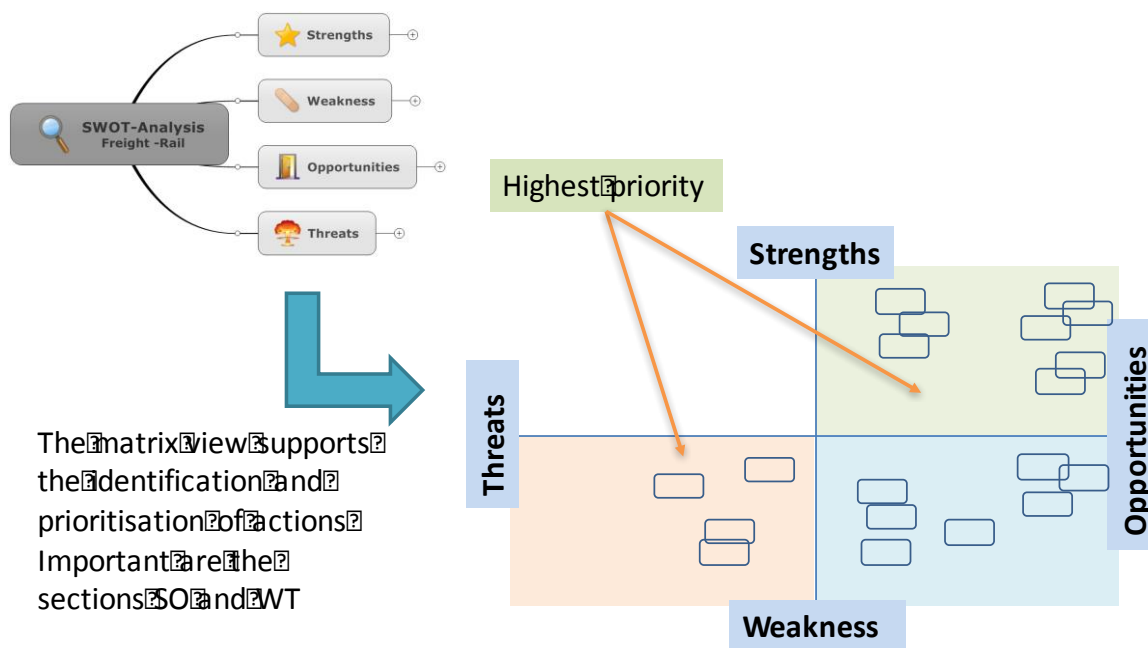 Strengths
Weakness
SWOT-Analysis
Freight -Rail
Opportunities
Threats
Highest⍰priority
Strengths
Threats
Opportunities
Weakness
The⍰matrix⍰view⍰supports⍰
the⍰identification⍰and⍰
prioritisation⍰of⍰actions⍰
Important⍰are⍰the⍰
sections⍰SO⍰and⍰WT